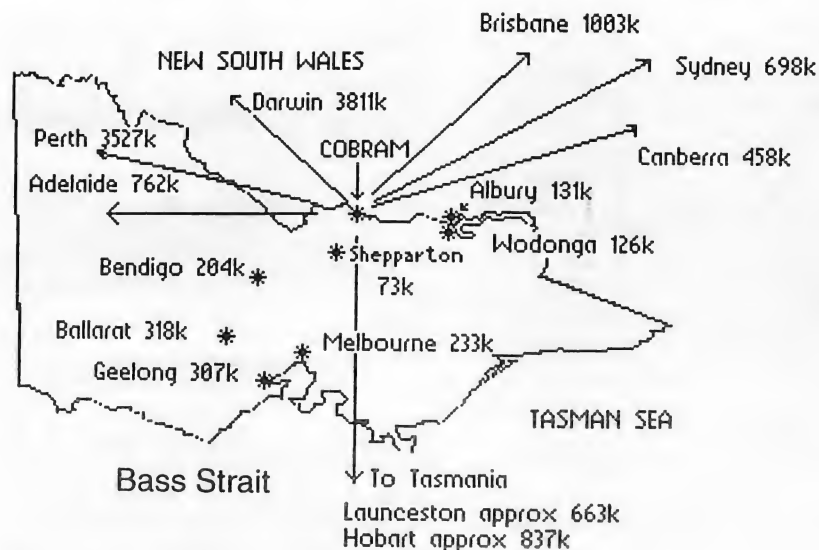 Brisbane 1003k
NEW SOUTH WALES
Sydney 698k
Darwin 3811k
Perth 3527k
COBRAM
Canberra 458k
Adelaide 762k
Albury 131k
Wodonga 126k
Shepparton
73k
Bendigo 204k
Ballarat 318k
Melbourne 233k
Geelong 307k
TASMAN SEA
Bass Strait
To Tasmania
Launceston approx 663k
Hobart approx 837k